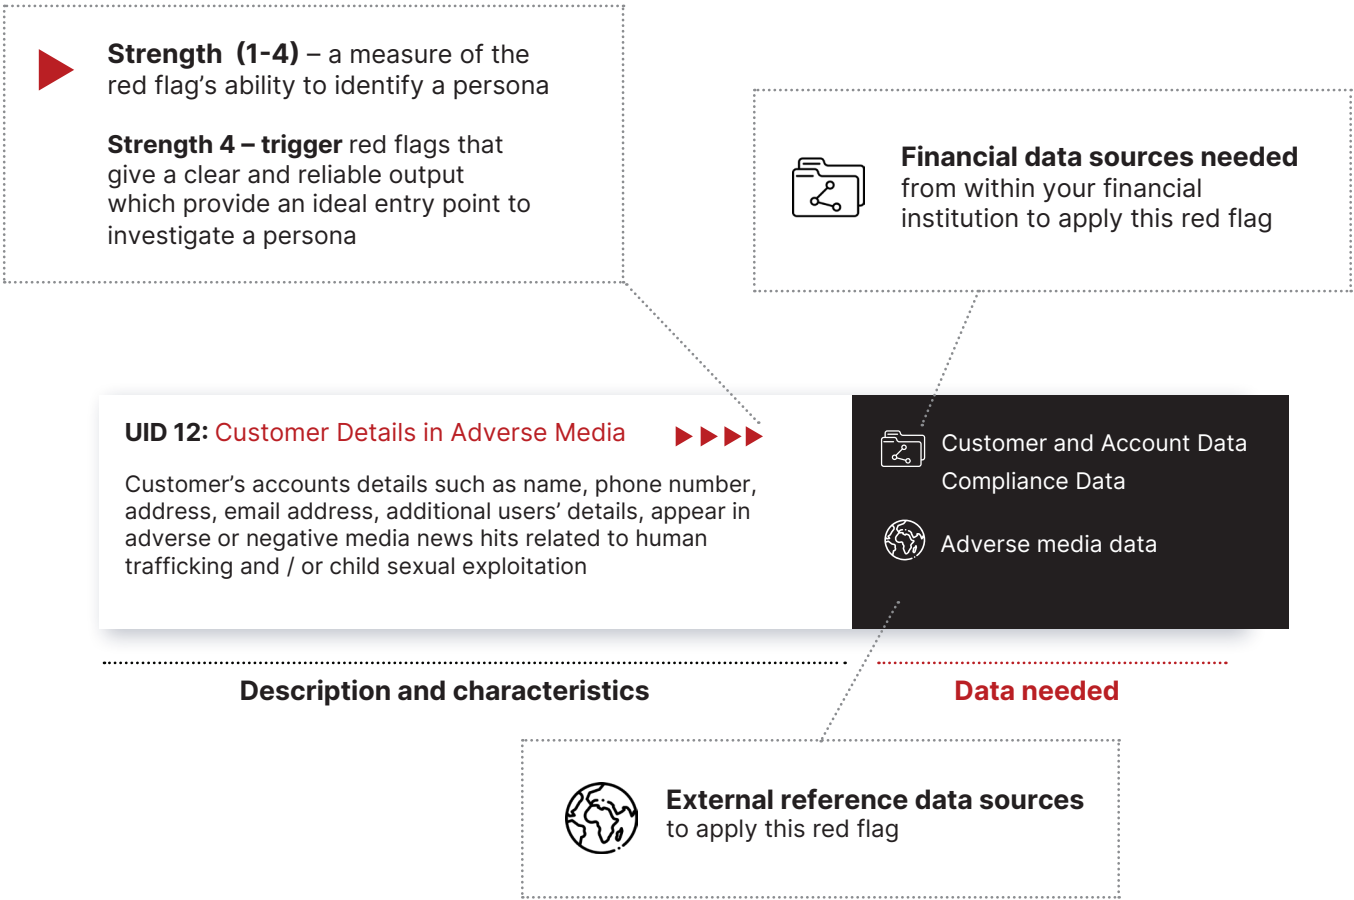 Strength (1-4) – a measure of the
red flag’s ability to identify a persona
Strength 4 – trigger red flags that
give a clear and reliable output
which provide an ideal entry point to
investigate a persona
Financial data sources needed
from within your financial
institution to apply this red flag
UID 12: Customer Details in Adverse Media
Customer’s accounts details such as name, phone number,
address, email address, additional users’ details, appear in
adverse or negative media news hits related to human
trafficking and / or child sexual exploitation
Customer and Account Data
Compliance Data
Adverse media data
Description and characteristics
Data needed
External reference data sources
to apply this red flag